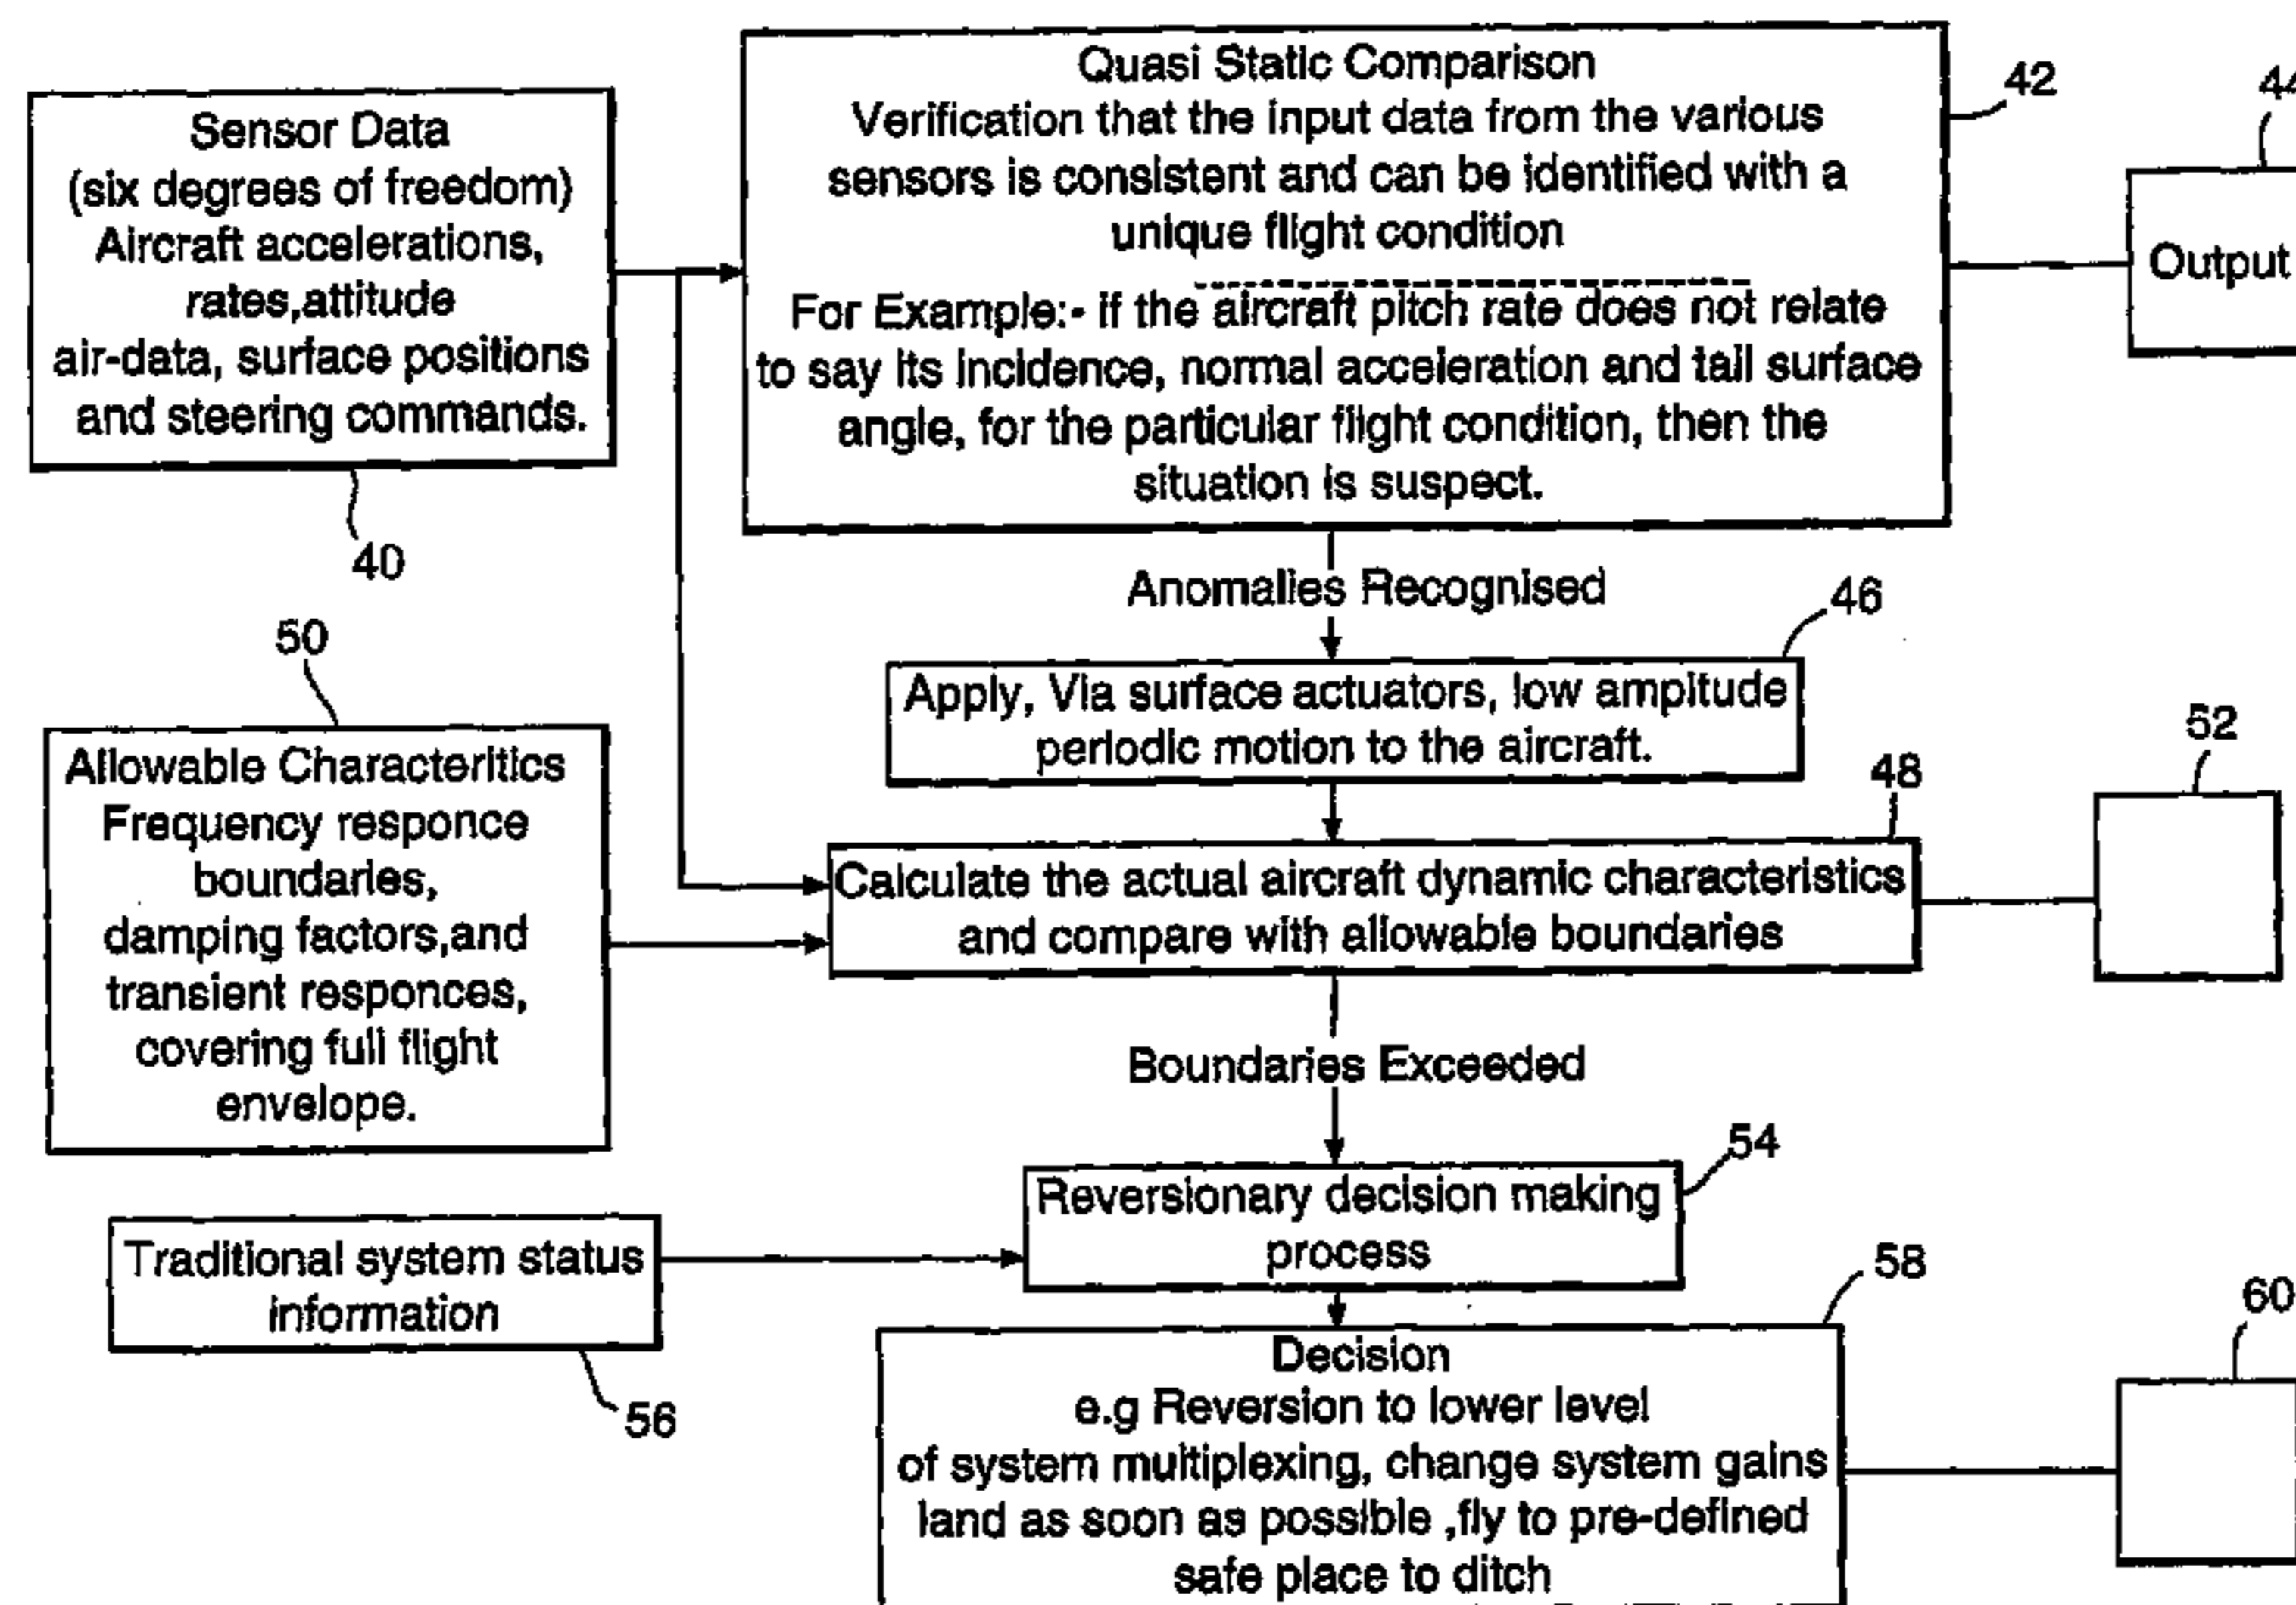 Sensor Data
(six degrees of freedom)
Aircraft accelerations,
rates,attitude
air-data, surface positions
and steering commands.
40
Quasi Static Comparison
Verification that the input data from the various
sensors is consistent and can be identified with a
unique flight condition
For Example:- if the aircraft pitch rate does not relate
to say its incidence, normal acceleration and tail surface
angle, for the particular flight condition, then the
situation is suspect.
42
44
Output
Anomalies Recognised
46
Apply, Via surface actuators, low ampitude
periodic motion to the aircraft.
50
Allowable Characteritics
Frequency responce
boundaries,
damping factors,and
transient responces,
covering full flight
envelope.
48
Calculate the actual aircraft dynamic characteristics
and compare with allowable boundaries
52
Boundaries Exceeded
54
Reversionary decision making
process
Traditional system status
information
56
58
Decision
e.g Reversion to lower level
of system multiplexing, change system gains
land as soon as possible ,fly to pre-defined
safe place to ditch
60